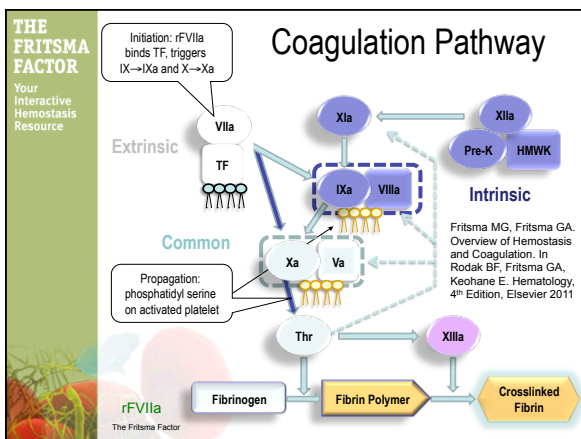 THE
FRITSMA
FACTOR
Your
Interactive
Hemostasis
Resource
Coagulation Pathway
Initiation: rFVIIa
binds TF, triggers
IX→IXa and X→Xa
VIIa
TF
Extrinsic
XIa
XIIa
Pre-K
HMWK
IXa
VIIIa
Intrinsic
Common
Xa
Va
Fritsma MG, Fritsma GA.
Overview of Hemostasis
and Coagulation. In
Rodak BF, Fritsma GA,
Keohane E. Hematology,
4th Edition, Elsevier 2011
Propagation:
phosphatidyl serine
on activated platelet
Thr
XIIIa
Fibrinogen
Fibrin Polymer
Crosslinked
Fibrin
rFVIIa
The Fritsma Factor